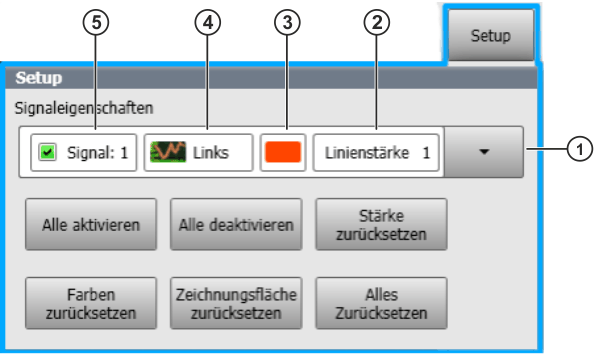 5 4 3 2
Setup
Setup
Signaleigenschaften
Signal: 1 Links Linienstärke 1
1
Alle aktivieren Alle deaktivieren Stärke
zurücksetzen
Farben
zurücksetzen
Zeichnungsfläche
zurücksetzen
Alles
Zurücksetzen